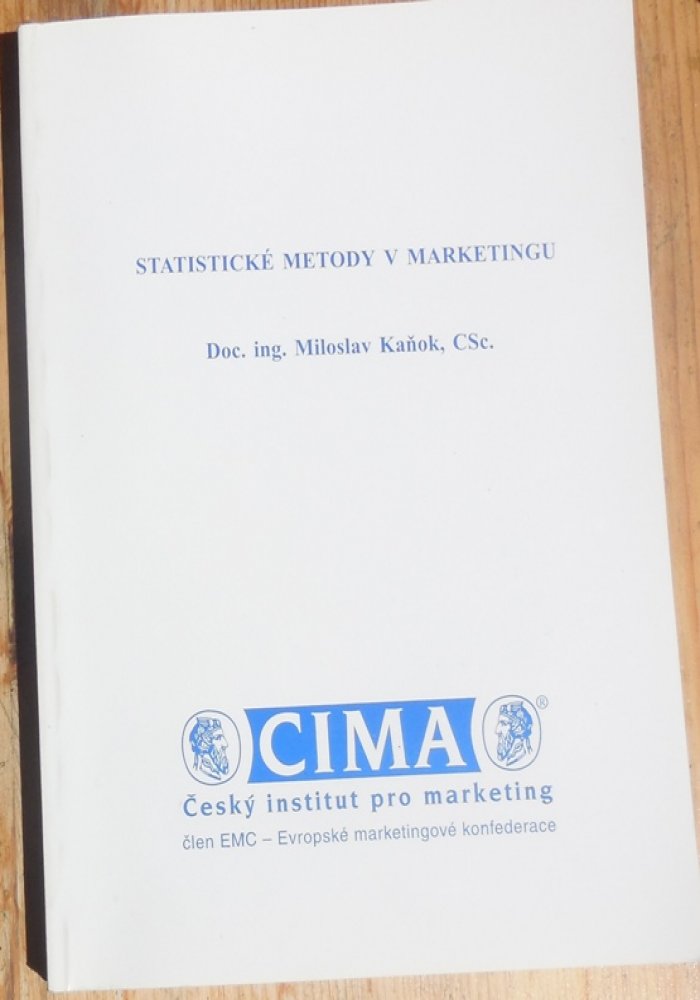 STATISTICKÉ METODY V MARKETINGU
Doc. ing. Miloslav Kaňok, CSc.
CIMA®
Český institut pro marketing
člen EMC – Evropské marketingové konfederace